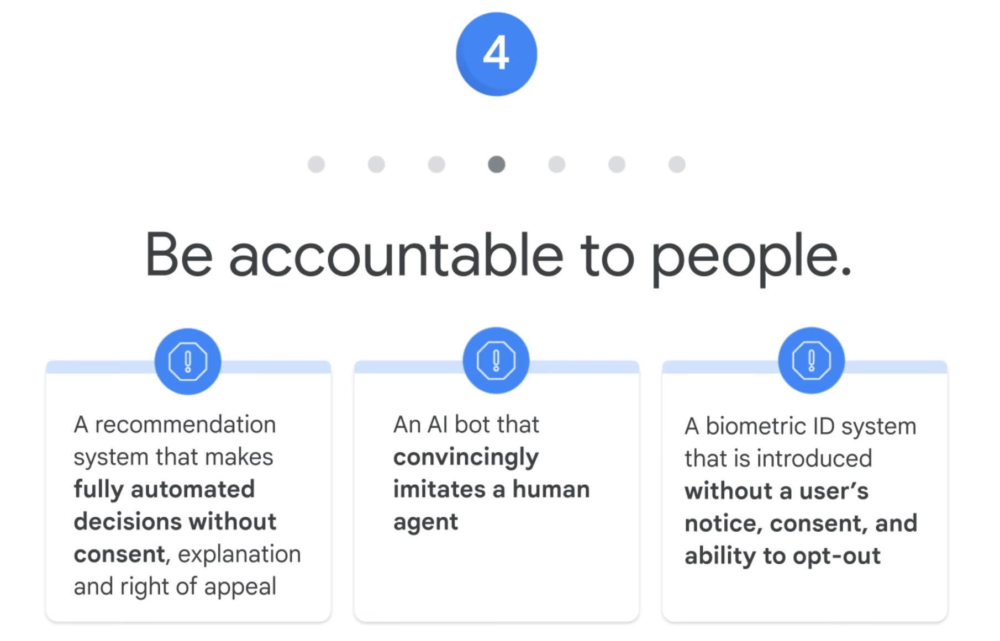 4
Be accountable to people.
A recommendation
system that makes
fully automated
decisions without
consent, explanation
and right of appeal
An AI bot that
convincingly
imitates a human
agent
A biometric ID system
that is introduced
without a user’s
notice, consent, and
ability to opt-out